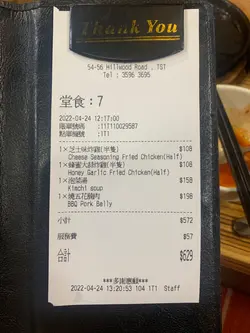 Thank You
54-56 Hillwood Road ,TST
Tel : 3596 3695
堂食：7
2022-04-24 12:17:00
賬單號碼 :11T110029587
點單機號 :1T1
1×芝士味炸雞(半隻) $108
Cheese Seasoning Fried Chicken(Half)
1×蜂蜜大蒜炸雞(半隻) $108
Honey Garlic Fried Chicken(Half)
1×泡菜湯 $158
Kimchi soup
1×燒五花腩肉 $198
BBQ Pork Belly
小計 $572
服務費 $57
合計 $629
***多謝惠顧***
2022-04-24 13:20:53 104 1T1 Staff